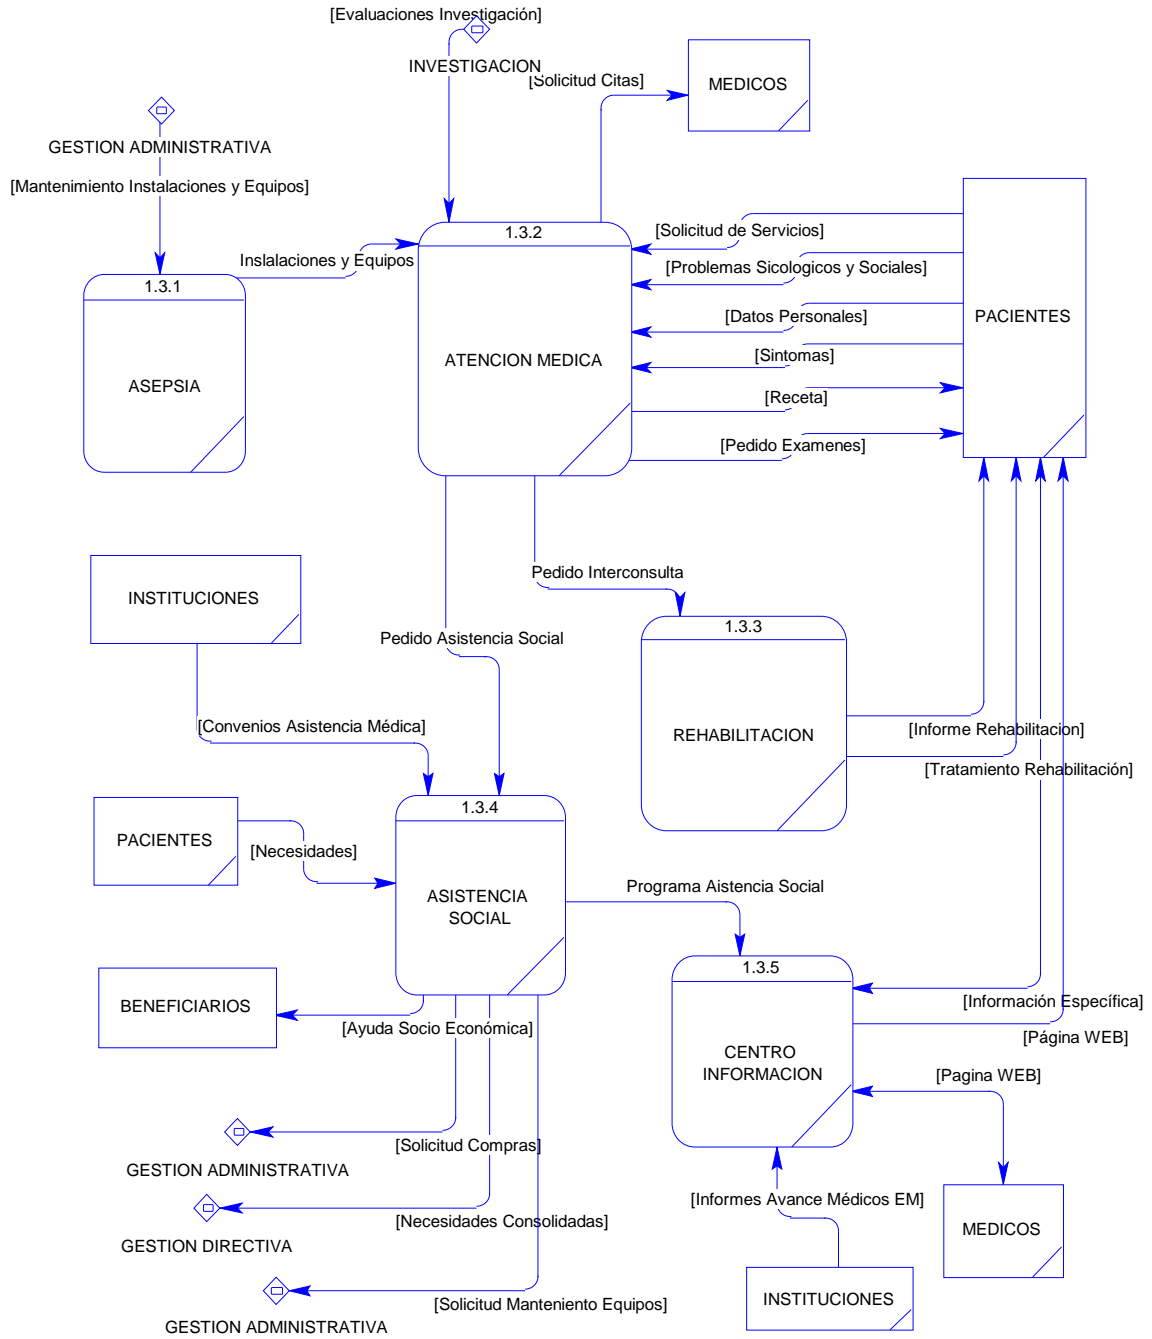 [Evaluaciones Investigación]
INVESTIGACION
[Solicitud Citas]
MEDICOS
GESTION ADMINISTRATIVA
[Mantenimiento Instalaciones y Equipos]
1.3.2
[Solicitud de Servicios]
Inslalaciones y Equipos
[Problemas Sicologicos y Sociales]
1.3.1
[Datos Personales]
PACIENTES
ATENCION MEDICA
[Sintomas]
ASEPSIA
[Receta]
[Pedido Examenes]
Pedido Interconsulta
INSTITUCIONES
1.3.3
Pedido Asistencia Social
[Convenios Asistencia Médica]
[Informe Rehabilitacion]
REHABILITACION
[Tratamiento Rehabilitación]
1.3.4
PACIENTES
[Necesidades]
Programa Aistencia Social
ASISTENCIA
SOCIAL
1.3.5
BENEFICIARIOS
[Información Específica]
[Ayuda Socio Económica]
[Página WEB]
CENTRO
INFORMACION
[Pagina WEB]
[Solicitud Compras]
GESTION ADMINISTRATIVA
[Informes Avance Médicos EM]
[Necesidades Consolidadas]
MEDICOS
GESTION DIRECTIVA
INSTITUCIONES
[Solicitud Manteniento Equipos]
GESTION ADMINISTRATIVA